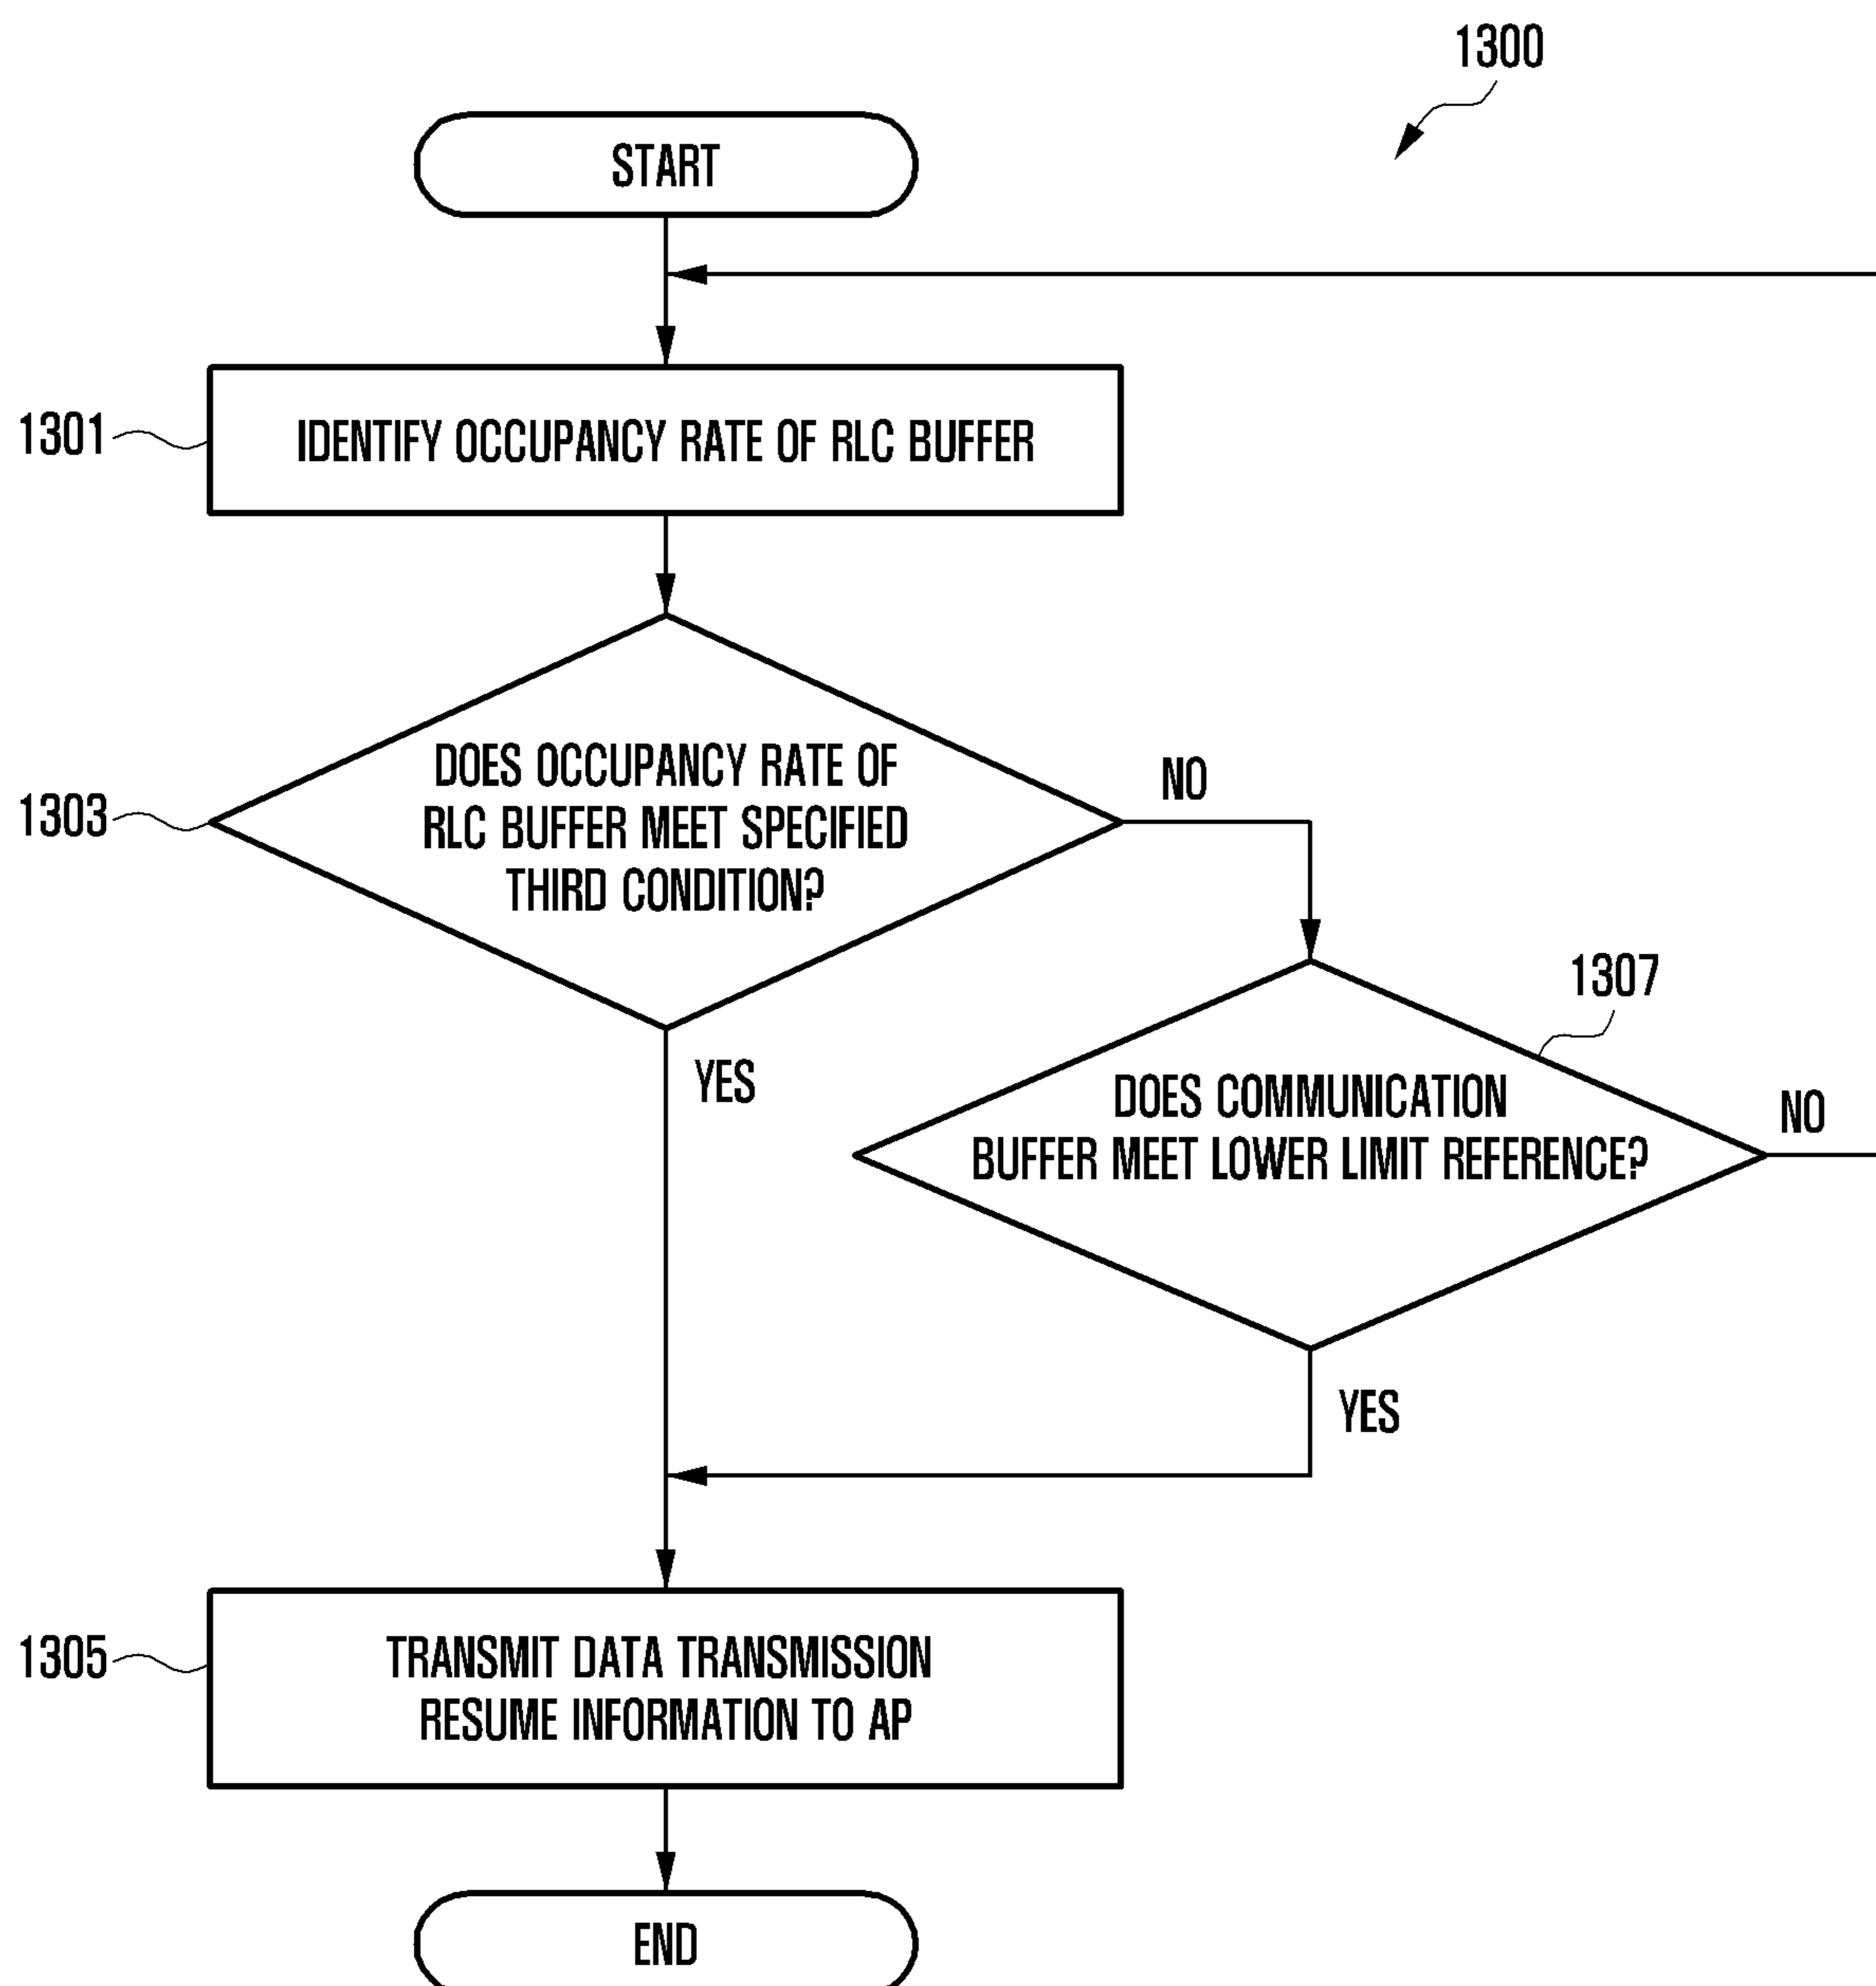 1300
START
1301
IDENTIFY OCCUPANCY RATE OF RLC BUFFER
1303
DOES OCCUPANCY RATE OF
RLC BUFFER MEET SPECIFIED
THIRD CONDITION?
NO
YES
1307
DOES COMMUNICATION
BUFFER MEET LOWER LIMIT REFERENCE?
NO
YES
1305
TRANSMIT DATA TRANSMISSION
RESUME INFORMATION TO AP
END